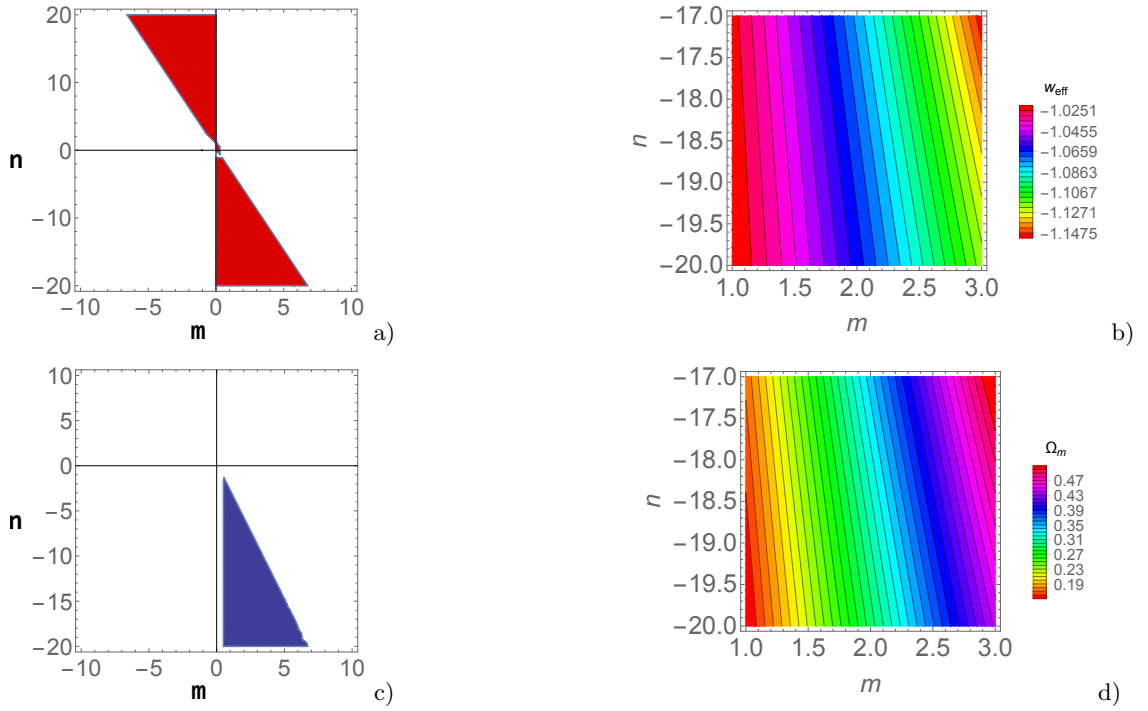 20
10
0
−10
−20
n
−10 −5 0 5 10
m
a)
−17.0
−17.5
−18.0
−18.5
−19.0
−19.5
−20.0
n
1.0 1.5 2.0 2.5 3.0
m
weff
−1.0251
−1.0455
−1.0659
−1.0863
−1.1067
−1.1271
−1.1475
b)
10
5
0
−5
−10
−15
−20
n
−10 −5 0 5 10
m
c)
−17.0
−17.5
−18.0
−18.5
−19.0
−19.5
−20.0
n
1.0 1.5 2.0 2.5 3.0
m
Ωm
0.47
0.43
0.39
0.35
0.31
0.27
0.23
0.19
d)